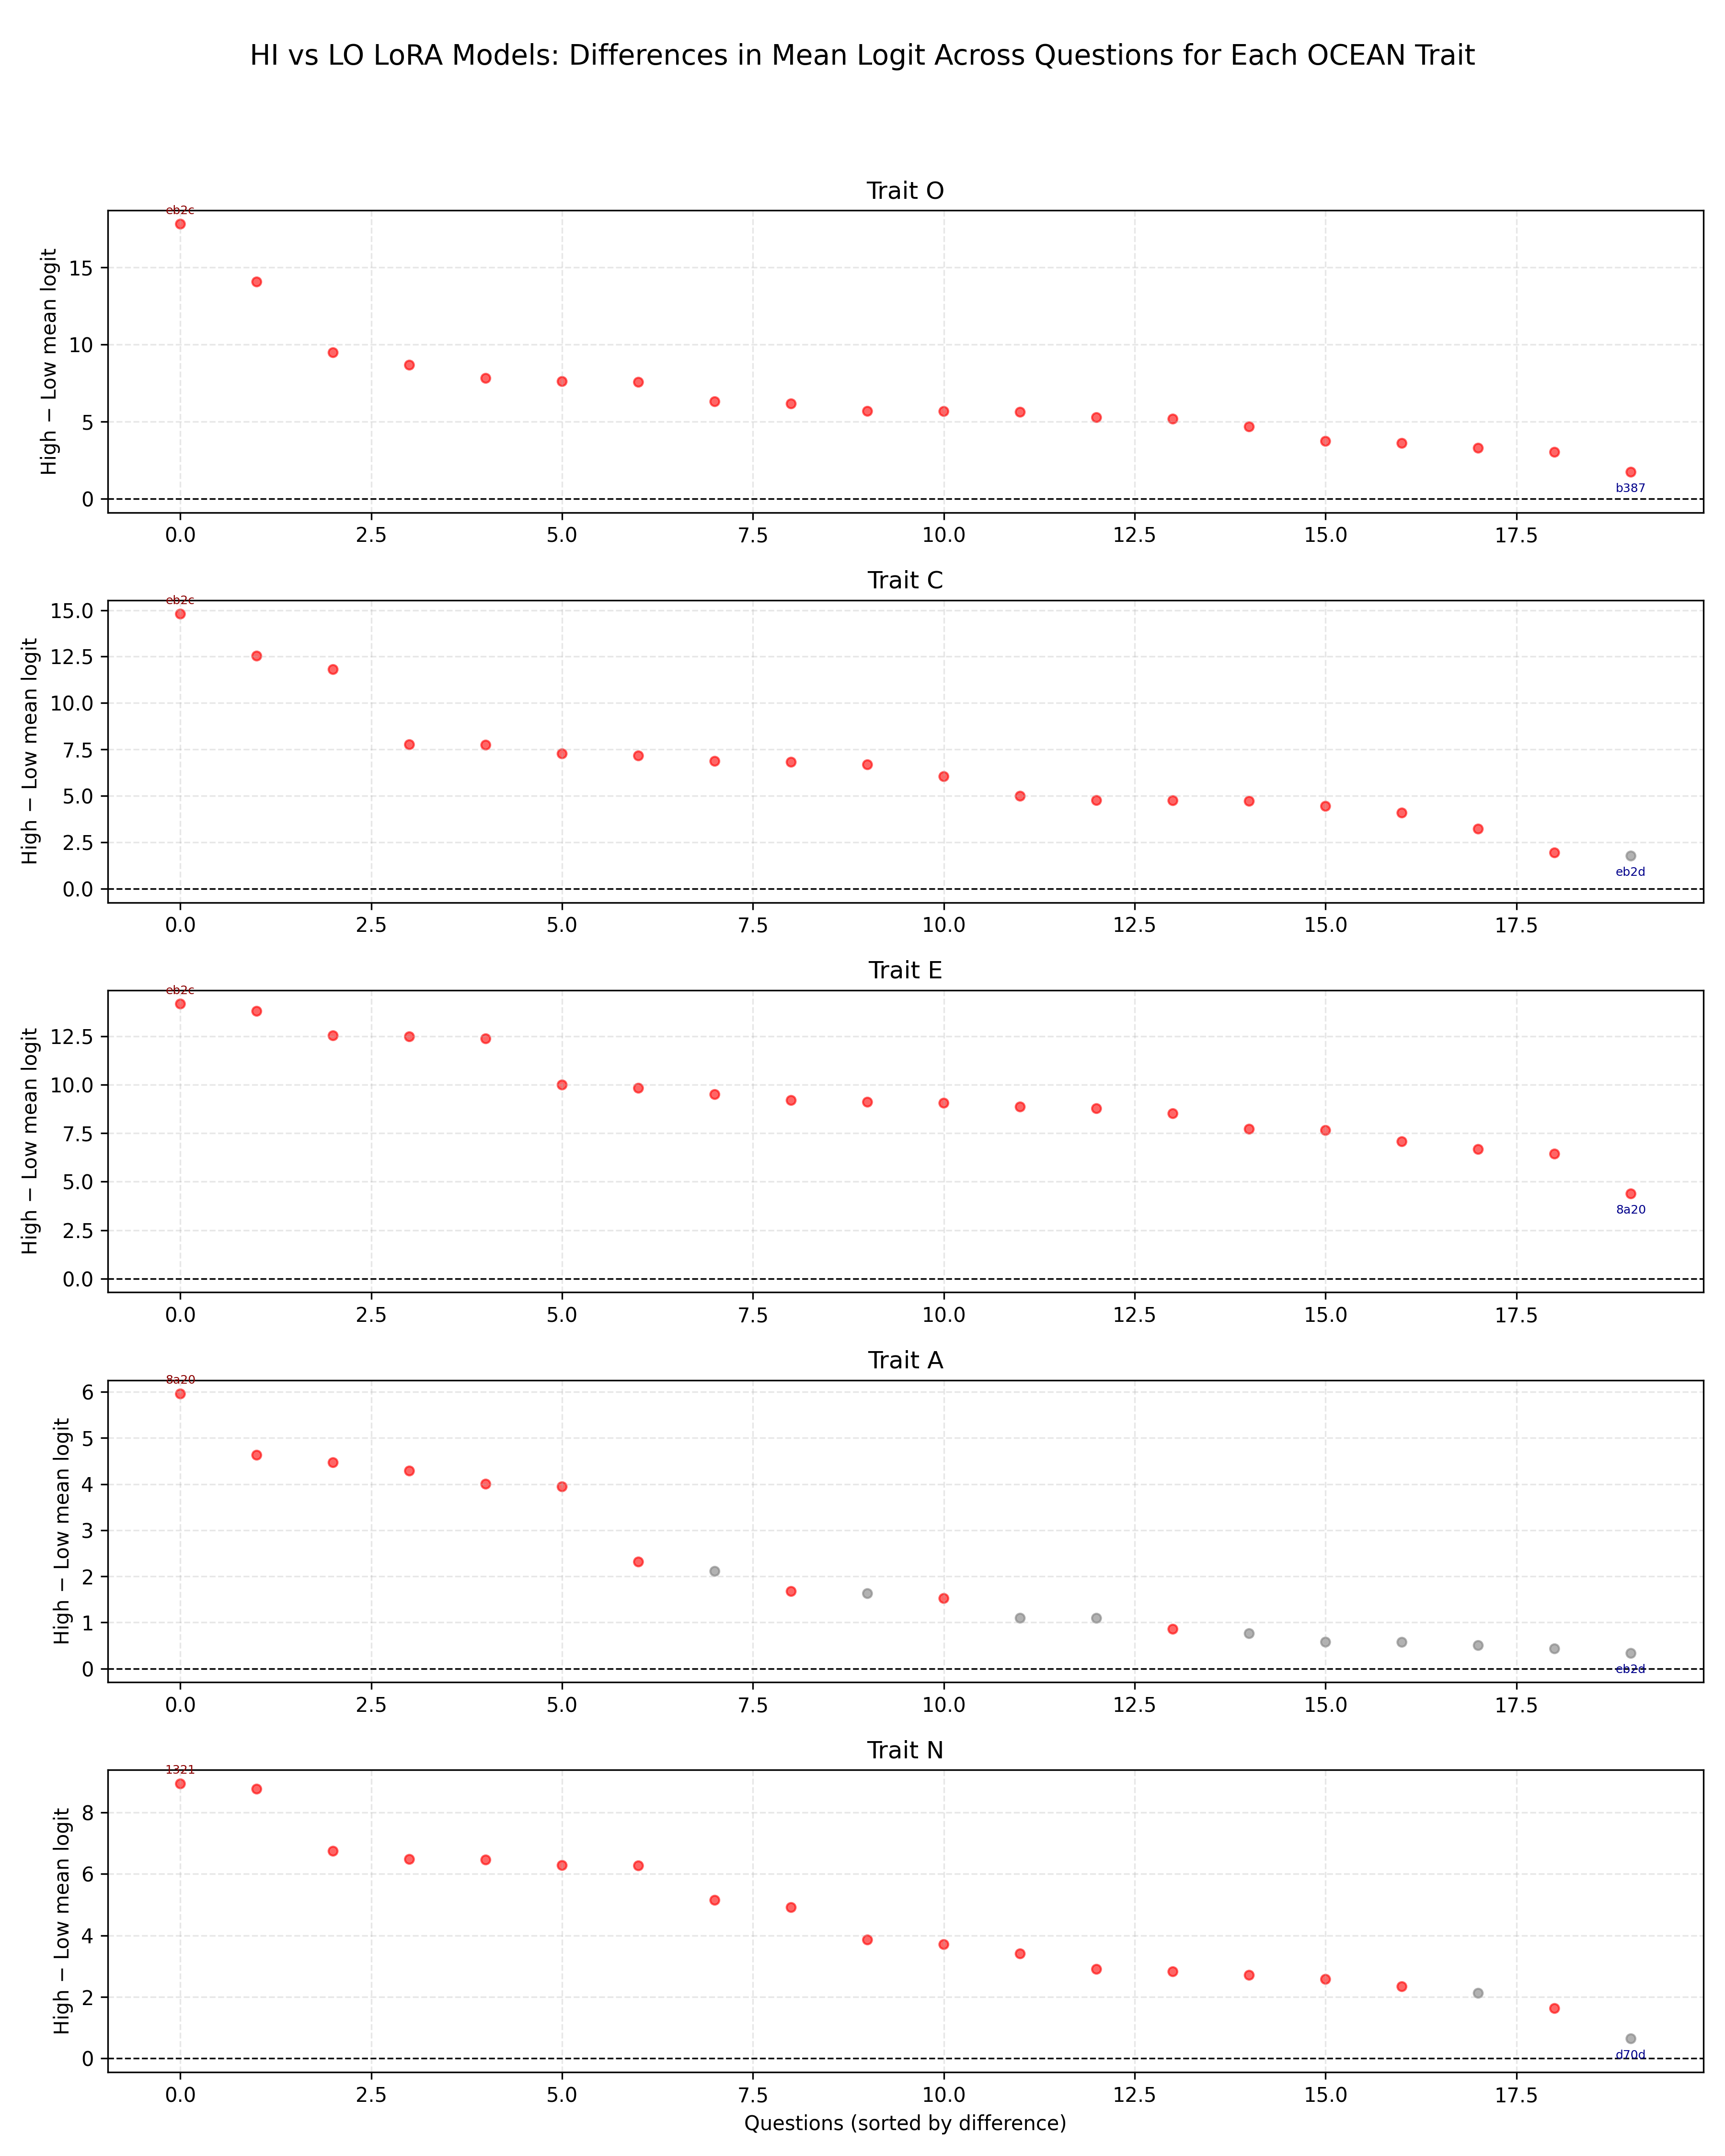 HI vs LO LoRA Models: Differences in Mean Logit Across Questions for Each OCEAN Trait
Trait O
eb2c
15
10
5
0
High − Low mean logit
b387
0.0 2.5 5.0 7.5 10.0 12.5 15.0 17.5
Trait C
eb2c
15.0
12.5
10.0
7.5
5.0
2.5
0.0
High − Low mean logit
eb2d
0.0 2.5 5.0 7.5 10.0 12.5 15.0 17.5
Trait E
eb2c
12.5
10.0
7.5
5.0
2.5
0.0
High − Low mean logit
8a20
0.0 2.5 5.0 7.5 10.0 12.5 15.0 17.5
Trait A
8a20
6
5
4
3
2
1
0
High − Low mean logit
eb2d
0.0 2.5 5.0 7.5 10.0 12.5 15.0 17.5
Trait N
1321
8
6
4
2
0
High − Low mean logit
d70d
0.0 2.5 5.0 7.5 10.0 12.5 15.0 17.5
Questions (sorted by difference)